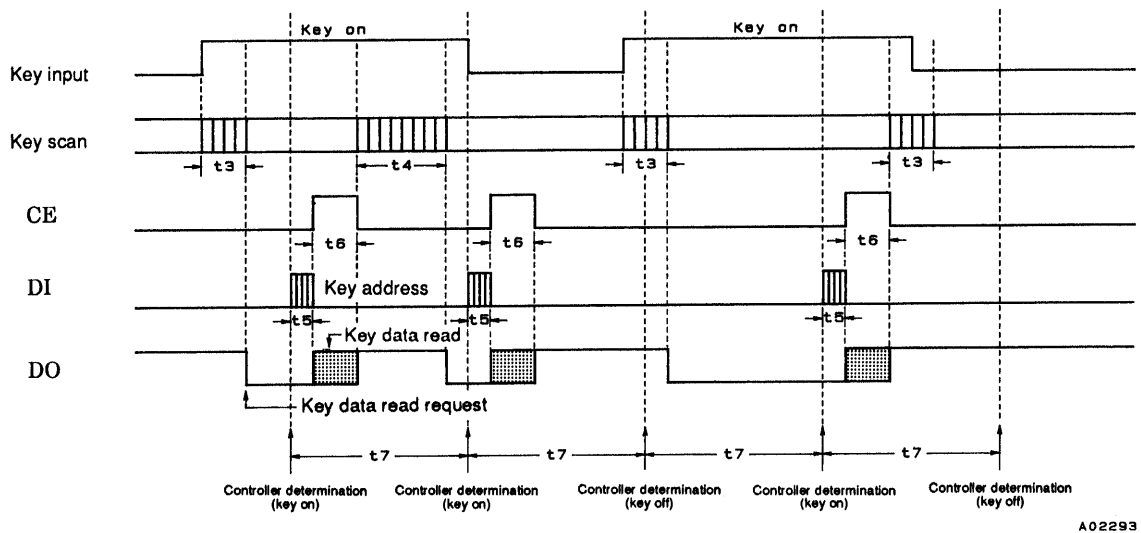 Key on
Key on
Key input
Key scan
t3
t4
t3
t3
CE
t6
t6
t6
DI
Key address
t5
t5
t5
Key data read
DO
Key data read request
t7
t7
t7
t7
Controller determination
(key on)
Controller determination
(key on)
Controller determination
(key off)
Controller determination
(key on)
Controller determination
(key off)
A02293